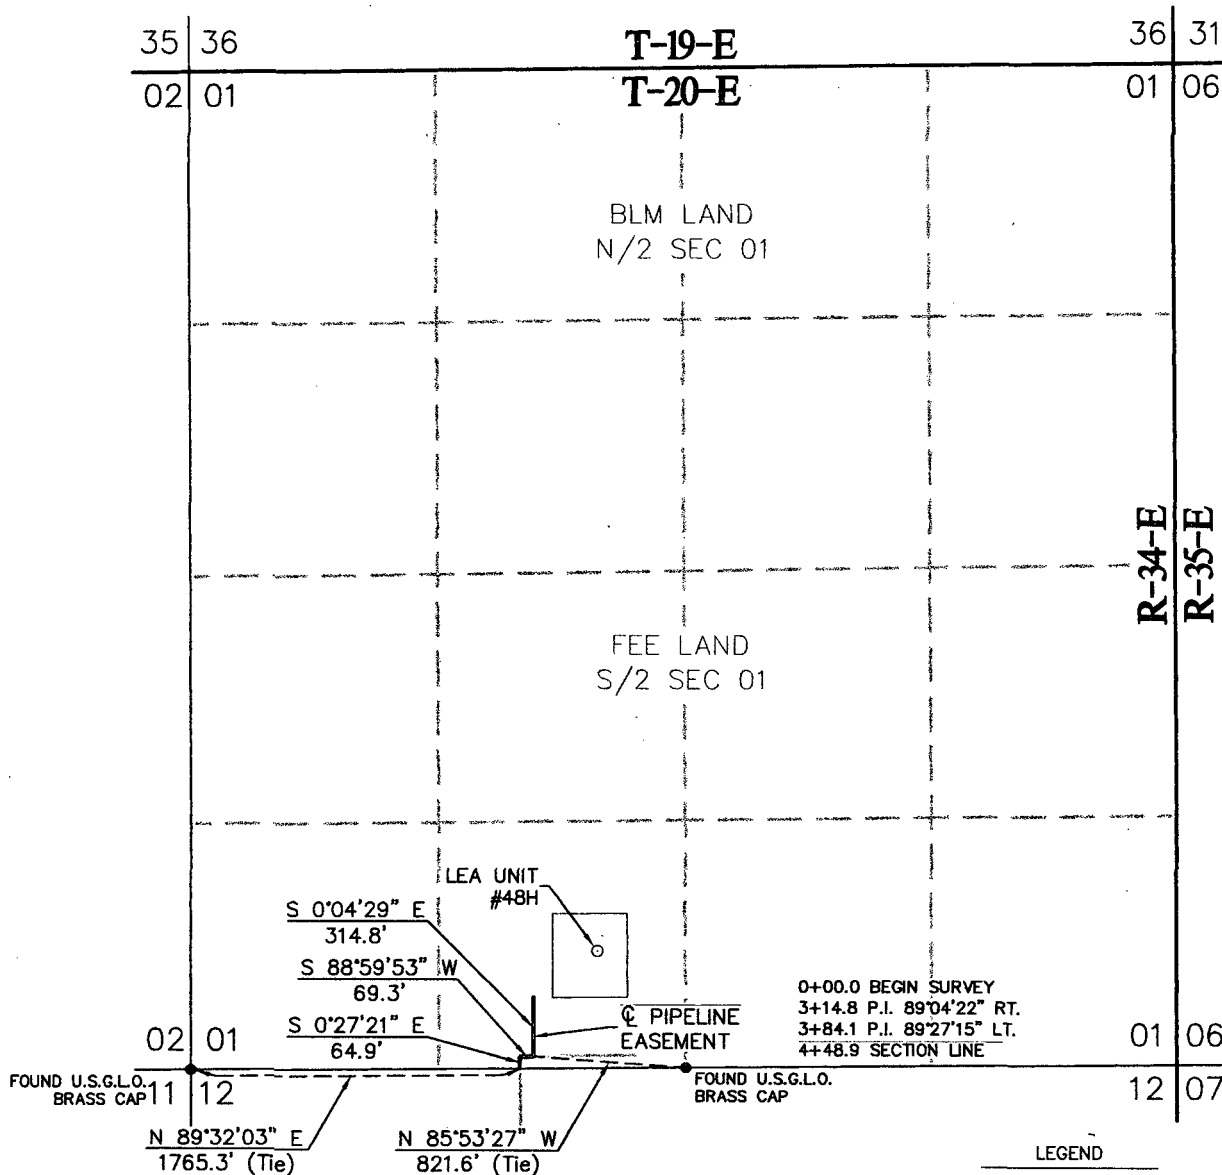 35 36
T-19-E
36 31
02 01
T-20-E
01 06
BLM LAND
N/2 SEC 01
R-34-E
R-35-E
FEE LAND
S/2 SEC 01
LEA UNIT
#48H
S 0°04'29" E
314.8'
S 88°59'53" W
69.3'
S 0°27'21" E
64.9'
℄ PIPELINE
EASEMENT
0+00.0 BEGIN SURVEY
3+14.8 P.I. 89°04'22" RT.
3+84.1 P.I. 89°27'15" LT.
4+48.9 SECTION LINE
02 01
01 06
FOUND U.S.G.L.O.
BRASS CAP
11 12
FOUND U.S.G.L.O.
BRASS CAP
12 07
N 89°32'03" E
1765.3' (Tie)
N 85°53'27" W
821.6' (Tie)
LEGEND